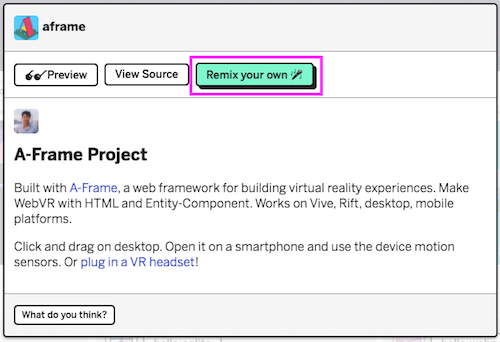 aframe
Preview
View Source
Remix your own
A-Frame Project
Built with A-Frame, a web framework for building virtual reality experiences. Make
WebVR with HTML and Entity-Component. Works on Vive, Rift, desktop, mobile
platforms.
Click and drag on desktop. Open it on a smartphone and use the device motion
sensors. Or plug in a VR headset!
What do you think?